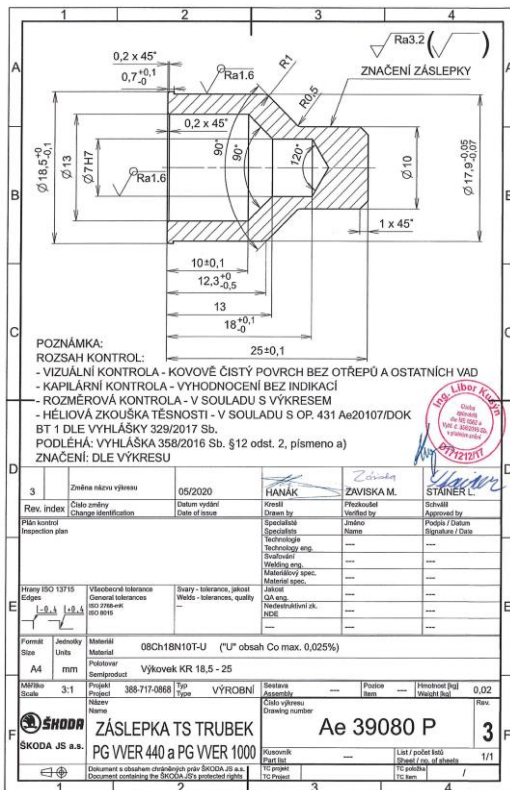 1 2 3 4
A
B
C
D
E
F
Ra3.2
0,2 x 45°
0,7 +0,1 -0
Ra1.6
R1
ZNAČENÍ ZÁSLEPKY
R0,5
0,2 x 45°
Ø18,5 +0 -0,1
Ø13
Ø7H7
Ra1.6
90°
90°
120°
Ø10
Ø17,9 -0,05 -0,07
1 x 45°
10±0,1
12,3 +0 -0,5
13
18 +0,1 -0
25±0,1
POZNÁMKA:
ROZSAH KONTROL:
- VIZUÁLNÍ KONTROLA - KOVOVĚ ČISTÝ POVRCH BEZ OTŘEPŮ A OSTATNÍCH VAD
- KAPILÁRNÍ KONTROLA - VYHODNOCENÍ BEZ INDIKACÍ
- ROZMĚROVÁ KONTROLA - V SOULADU S VÝKRESEM
- HÉLIOVÁ ZKOUŠKA TĚSNOSTI - V SOULADU S OP. 431 Ae20107/DOK
BT 1 DLE VYHLÁŠKY 329/2017 Sb.
PODLÉHÁ: VYHLÁŠKA 358/2016 Sb. §12 odst. 2, písmeno a)
ZNAČENÍ: DLE VÝKRESU
Ing. Libor Kusýn
3 Změna názvu výkresu 05/2020 HANÁK ZAVISKA M. STAINER L.
Rev. index Číslo změny Datum vydání Kreslil Přezkoušel Schválil
Change identification Date of issue Drawn by Verified by Approved by
Plán kontrol Specialisté Jméno Podpis / Datum
Inspection plan Specialists Name Signature / Date
Technologie --- ---
Technology eng.
Svařování --- ---
Welding eng.
Materiálový spec. --- ---
Material spec.
Hrany ISO 13715 Všeobecné tolerance Svary - tolerance, jakost Jakost --- ---
Edges General tolerances Welds - tolerances, quality QA eng.
-0,4 +0,4 ISO 2768-mK --- Nedestruktivní zk. --- ---
ISO 8015 NDE
--- --- ---
Formát Jednotky Materiál 08Ch18N10T-U ("U" obsah Co max. 0,025%)
Size Units Material
A4 mm Polotovar Výkovek KR 18,5 - 25
Semiproduct
Měřítko 3:1 Projekt 388-717-0868 Typ VÝROBNÍ Sestava --- Pozice --- Hmotnost [kg] 0,02
Scale Project Type Assembly Item Weight [kg]
ŠKODA
ŠKODA JS a.s.
Název
Name
ZÁSLEPKA TS TRUBEK
PG VVER 440 a PG VVER 1000
Číslo výkresu Rev.
Drawing number
Ae 39080 P 3
Kusovník --- List / počet listů 1/1
Part list Sheet / no. of sheets
Dokument s obsahem chráněných práv ŠKODA JS a.s. TC projekt TC položka /
Document containing the ŠKODA JS's protected rights TC Project TC Item
1 2 3 4